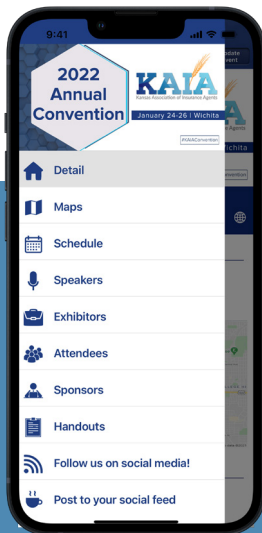 9:41
2022
Annual
Convention
KAIA
Kansas Association of Insurance Agents
January 24-26 | Wichita
#KAIAConvention
Detail
Maps
Schedule
Speakers
Exhibitors
Attendees
Sponsors
Handouts
Follow us on social media!
Post to your social feed